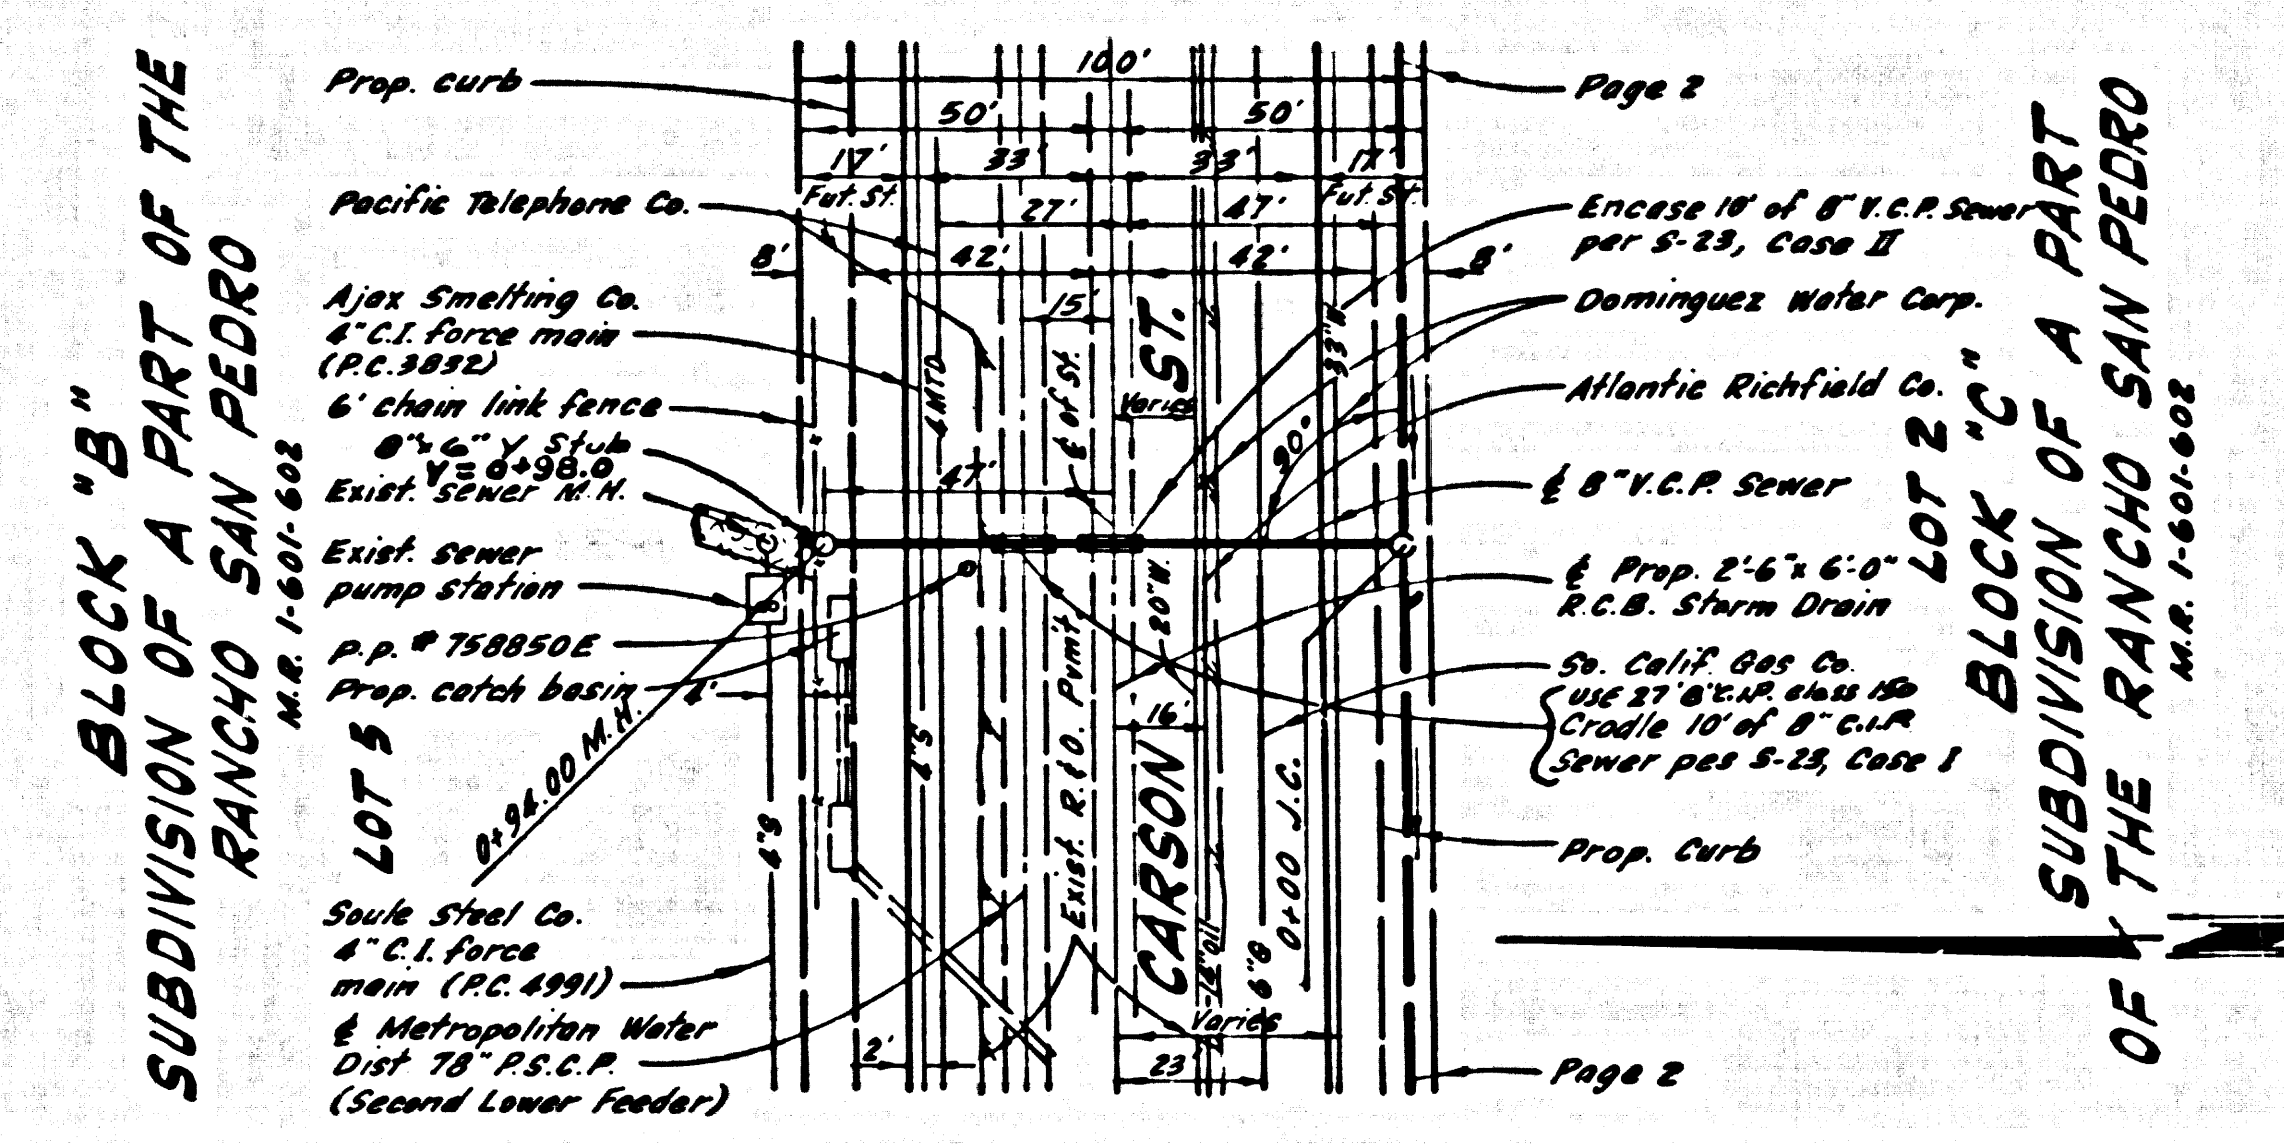 BLOCK "B"
SUBDIVISION OF A PART OF THE
RANCHO SAN PEDRO
M.R. 1-601-602
LOT 5
Prop. curb
Pacific Telephone Co.
Ajax Smelting Co.
4" C.I. force main
(P.C. 3832)
6' chain link fence
8"x 6" Y Stub
Y = 0+98.0
Exist. sewer M.H.
Exist. sewer
pump station
P.P. # 758850E
Prop. catch basin
0+94.00 M.H.
Soule Steel Co.
4" C.I. force
main (P.C. 4991)
℄ Metropolitan Water
Dist 78" P.S.C.P.
(Second Lower Feeder)
100'
50' 50'
17' 33' 33' 17'
Fut. St. Fut. St.
27' 47'
8' 42' 42' 8'
15'
4 MTD
℄ of St.
Varies
ST.
33" W.
90°
47'
20" W.
Exist. R.&O. Pvmt.
4'
16'
4" S
4" S
CARSON
0+00 J.C.
6" G
Varies
2'
23'
Page 2
Encase 10' of 8" V.C.P. Sewer
per S-23, Case II
Dominguez Water Corp.
Atlantic Richfield Co.
℄ 8" V.C.P. Sewer
℄ Prop. 2'-6" x 6'-0"
R.C.B. Storm Drain
So. Calif. Gas Co.
USE 27' 8" C.I.P. class 150
Cradle 10' of 8" C.I.P.
Sewer per S-23, Case I
Prop. Curb
Page 2
LOT 2
BLOCK "C"
SUBDIVISION OF A PART
OF THE RANCHO SAN PEDRO
M.R. 1-601-602